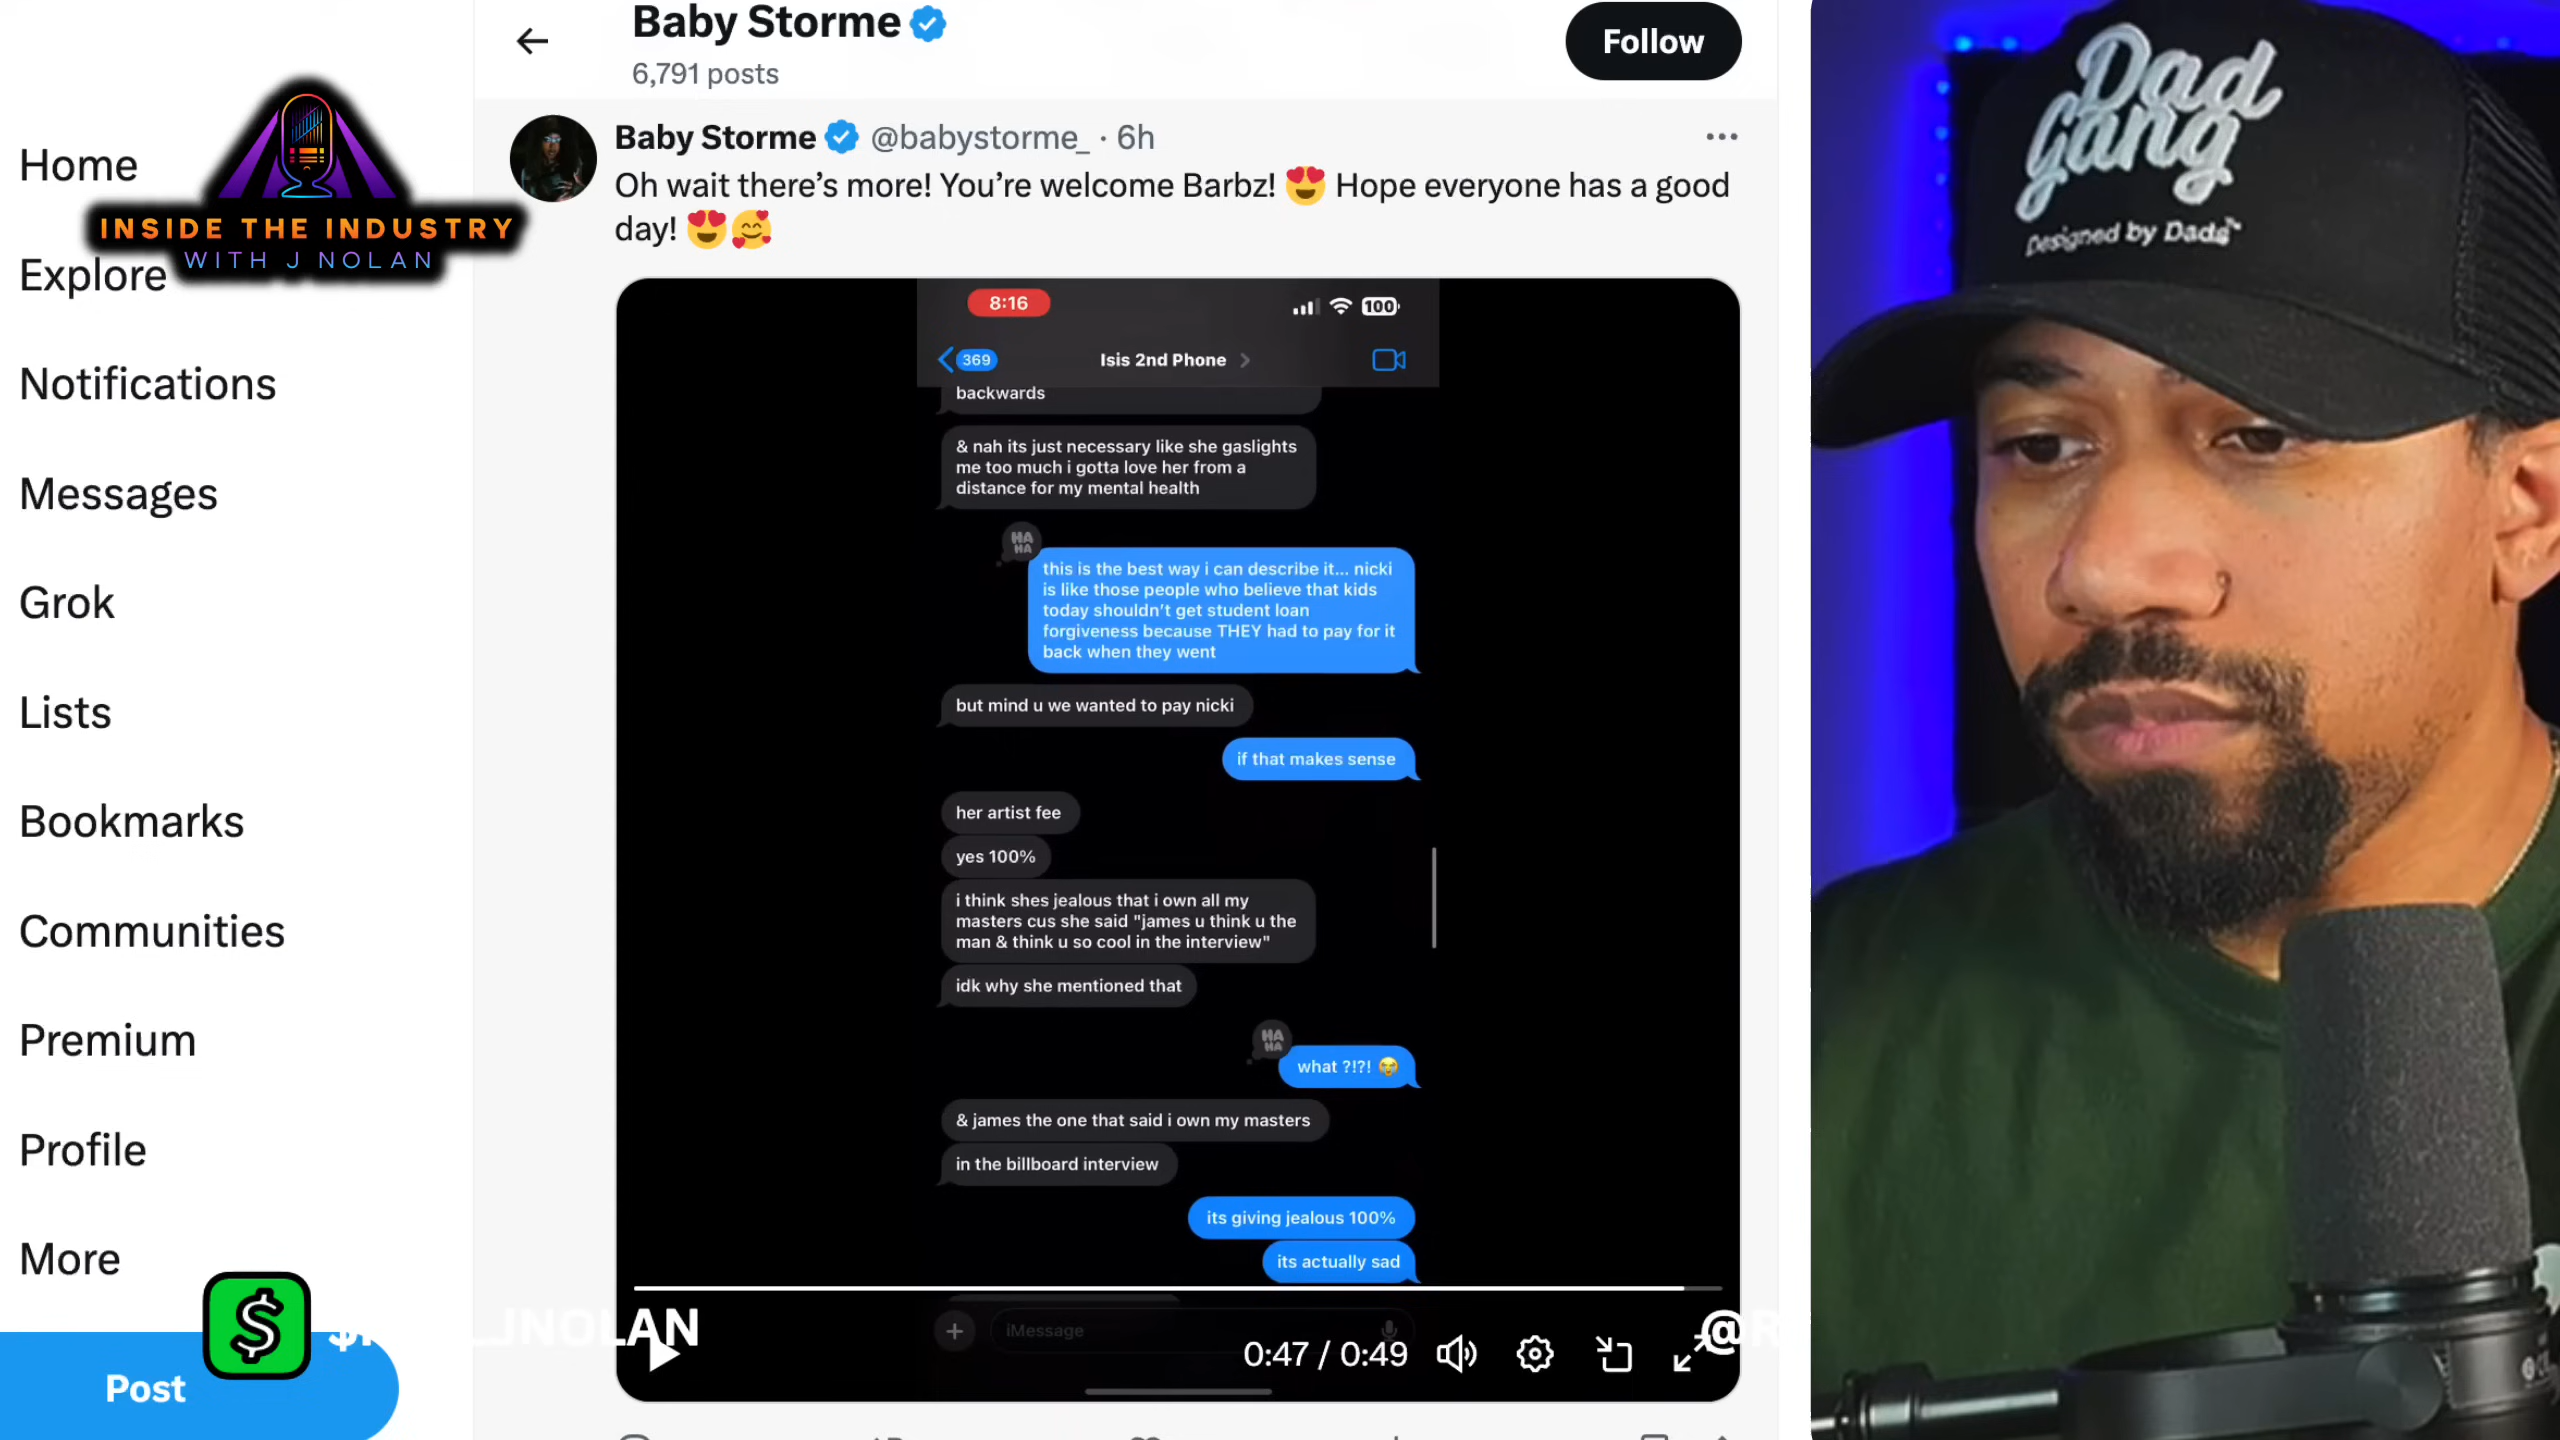 Baby Storme
6,791 posts
Follow
Home
INSIDE THE INDUSTRY
WITH J NOLAN
Explore
Notifications
Messages
Grok
Lists
Bookmarks
Communities
Premium
Profile
More
Post
Baby Storme @babystorme_ · 6h
Oh wait there’s more! You’re welcome Barbz! 😍 Hope everyone has a good
day! 😍🥰
8:16
100
369
Isis 2nd Phone
backwards
& nah its just necessary like she gaslights
me too much i gotta love her from a
distance for my mental health
HA
HA
this is the best way i can describe it... nicki
is like those people who believe that kids
today shouldn’t get student loan
forgiveness because THEY had to pay for it
back when they went
but mind u we wanted to pay nicki
if that makes sense
her artist fee
yes 100%
i think shes jealous that i own all my
masters cus she said "james u think u the
man & think u so cool in the interview"
idk why she mentioned that
HA
HA
what ?!?! 😭
& james the one that said i own my masters
in the billboard interview
its giving jealous 100%
its actually sad
iMessage
0:47 / 0:49
Dad
Gang
Designed by Dads™